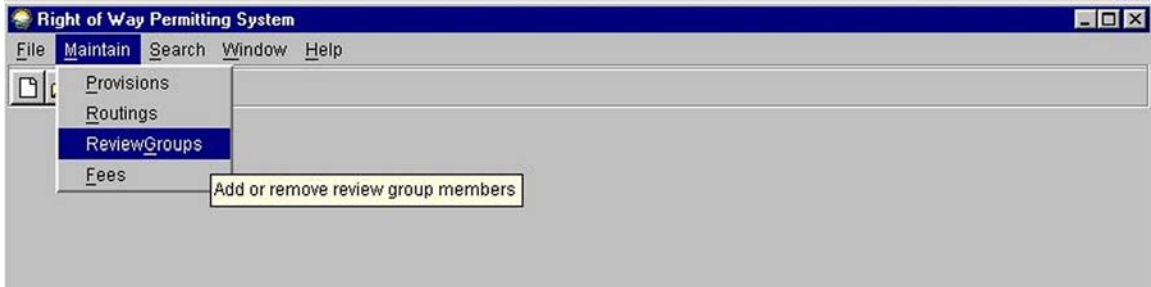 Right of Way Permitting System
File Maintain Search Window Help
Provisions
Routings
ReviewGroups
Fees
Add or remove review group members